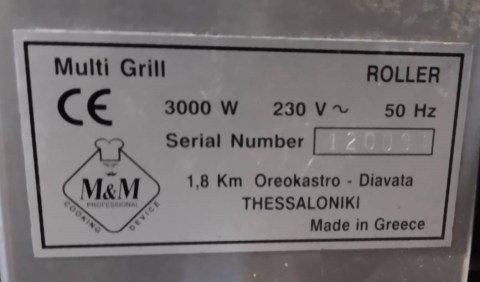 Multi Grill ROLLER
CE 3000 W 230 V ~ 50 Hz
Serial Number
M&M
PROFESSIONAL
COOKING DEVICE
1,8 Km Oreokastro - Diavata
THESSALONIKI
Made in Greece